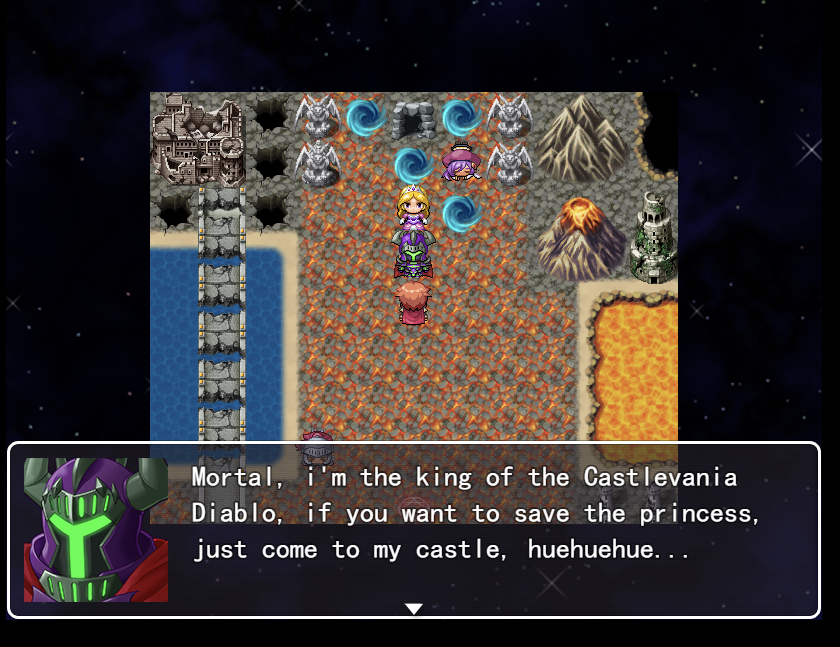 Mortal, i'm the king of the Castlevania
Diablo, if you want to save the princess,
just come to my castle, huehuehue...